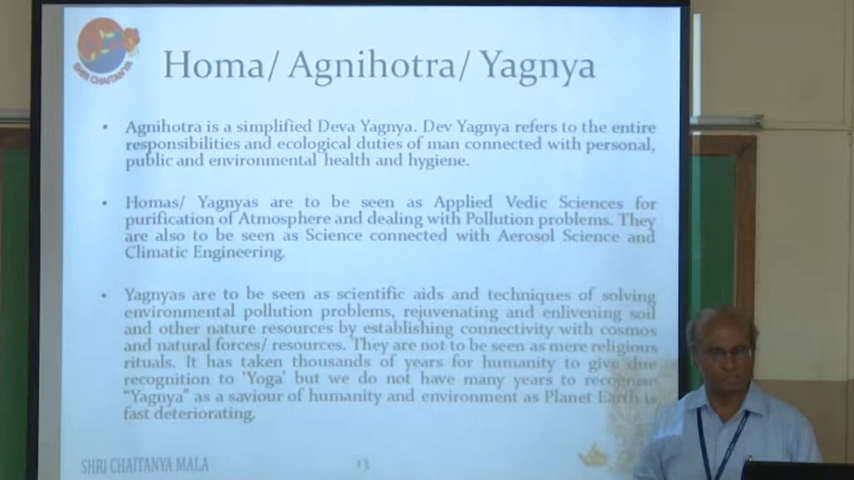 SHRI CHAITANYA
Homa/ Agnihotra/ Yagnya
• Agnihotra is a simplified Deva Yagnya. Dev Yagnya refers to the entire
responsibilities and ecological duties of man connected with personal,
public and environmental health and hygiene.
• Homas/ Yagnyas are to be seen as Applied Vedic Sciences for
purification of Atmosphere and dealing with Pollution problems. They
are also to be seen as Science connected with Aerosol Science and
Climatic Engineering.
• Yagnyas are to be seen as scientific aids and techniques of solving
environmental pollution problems, rejuvenating and enlivening soil
and other nature resources by establishing connectivity with cosmos
and natural forces/ resources. They are not to be seen as mere religious
rituals. It has taken thousands of years for humanity to give due
recognition to 'Yoga' but we do not have many years to recognise
"Yagnya" as a saviour of humanity and environment as Planet Earth is
fast deteriorating.
SHRI CHAITANYA MALA
13